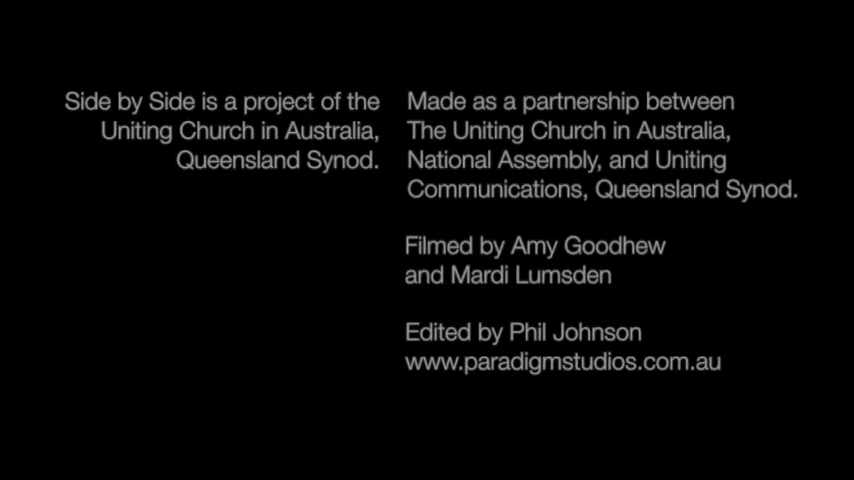 Side by Side is a project of the
Uniting Church in Australia,
Queensland Synod.
Made as a partnership between
The Uniting Church in Australia,
National Assembly, and Uniting
Communications, Queensland Synod.
Filmed by Amy Goodhew
and Mardi Lumsden
Edited by Phil Johnson
www.paradigmstudios.com.au